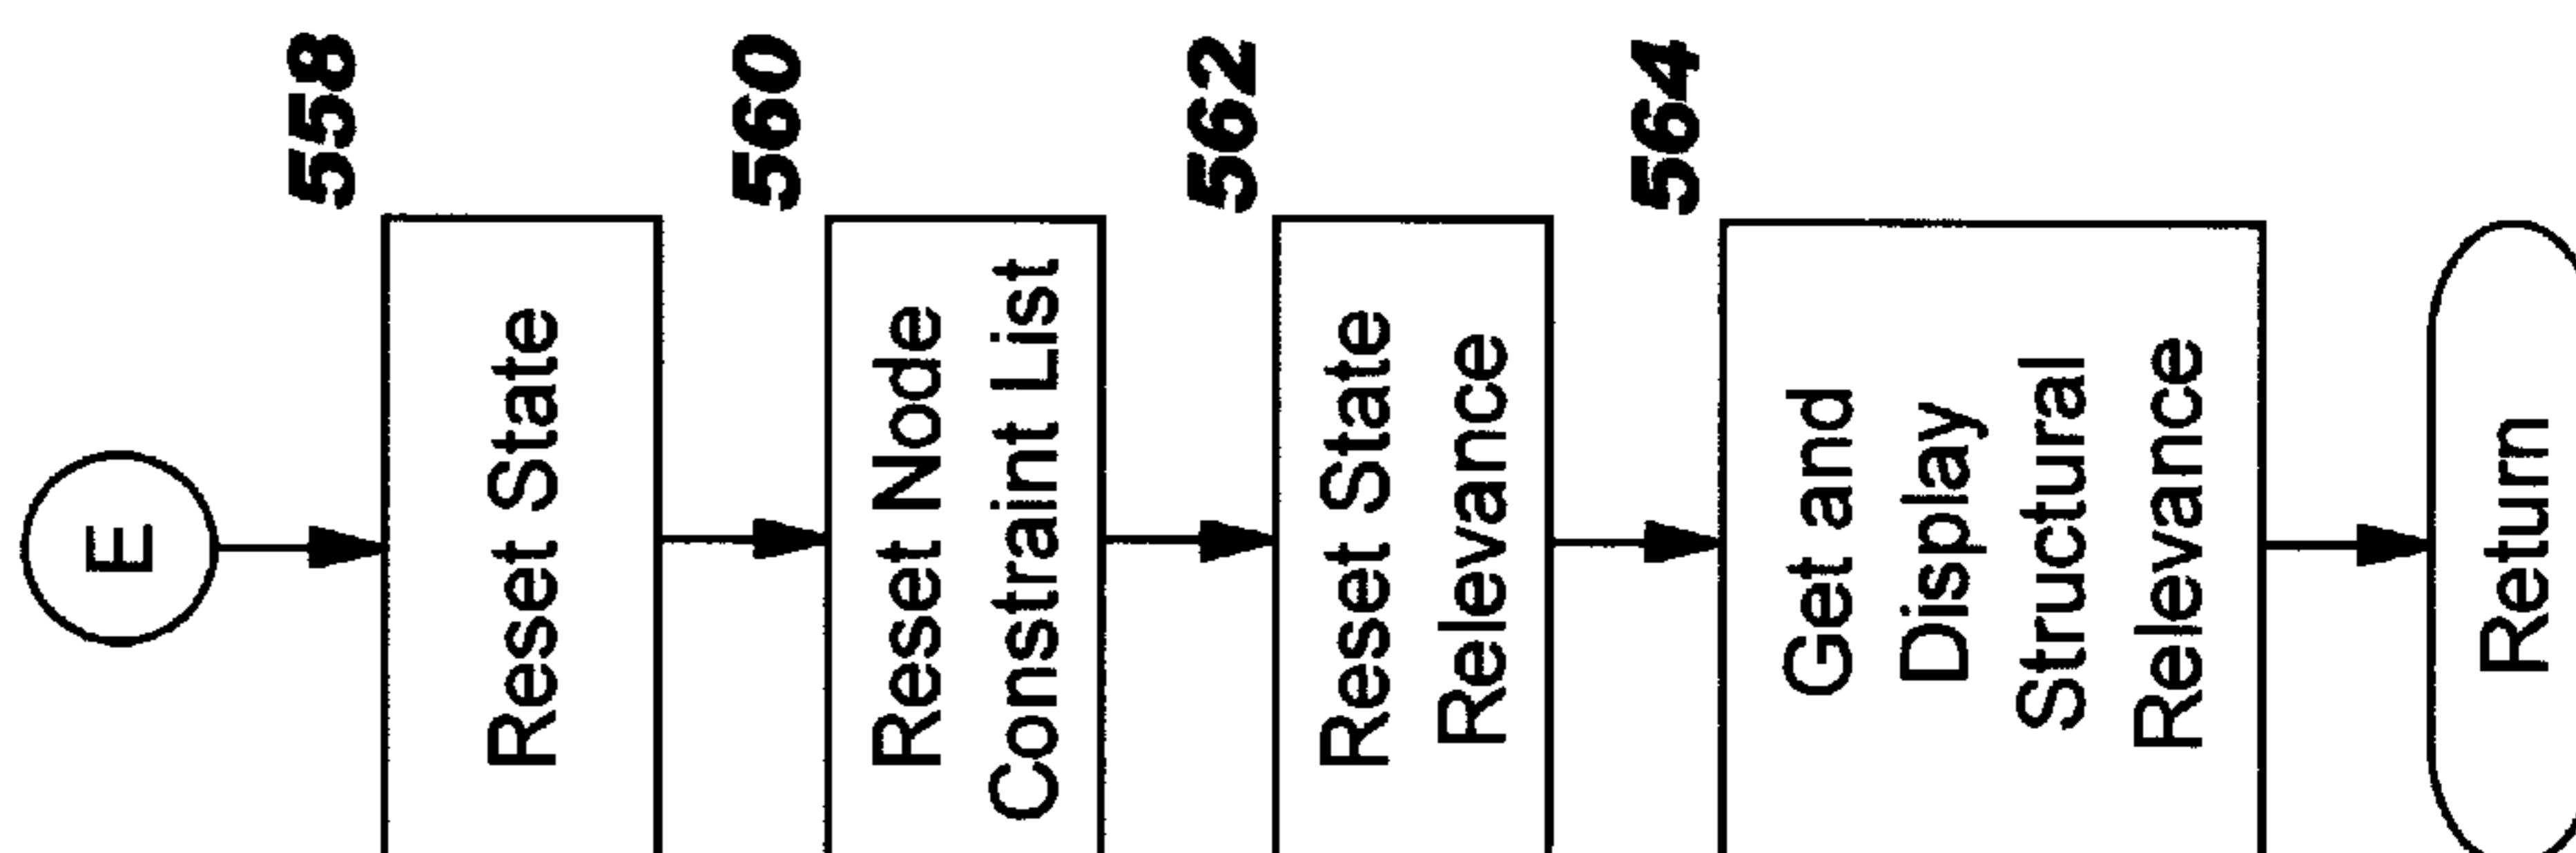 E
558
Reset State
560
Reset Node
Constraint List
562
Reset State
Relevance
564
Get and
Display
Structural
Relevance
Return